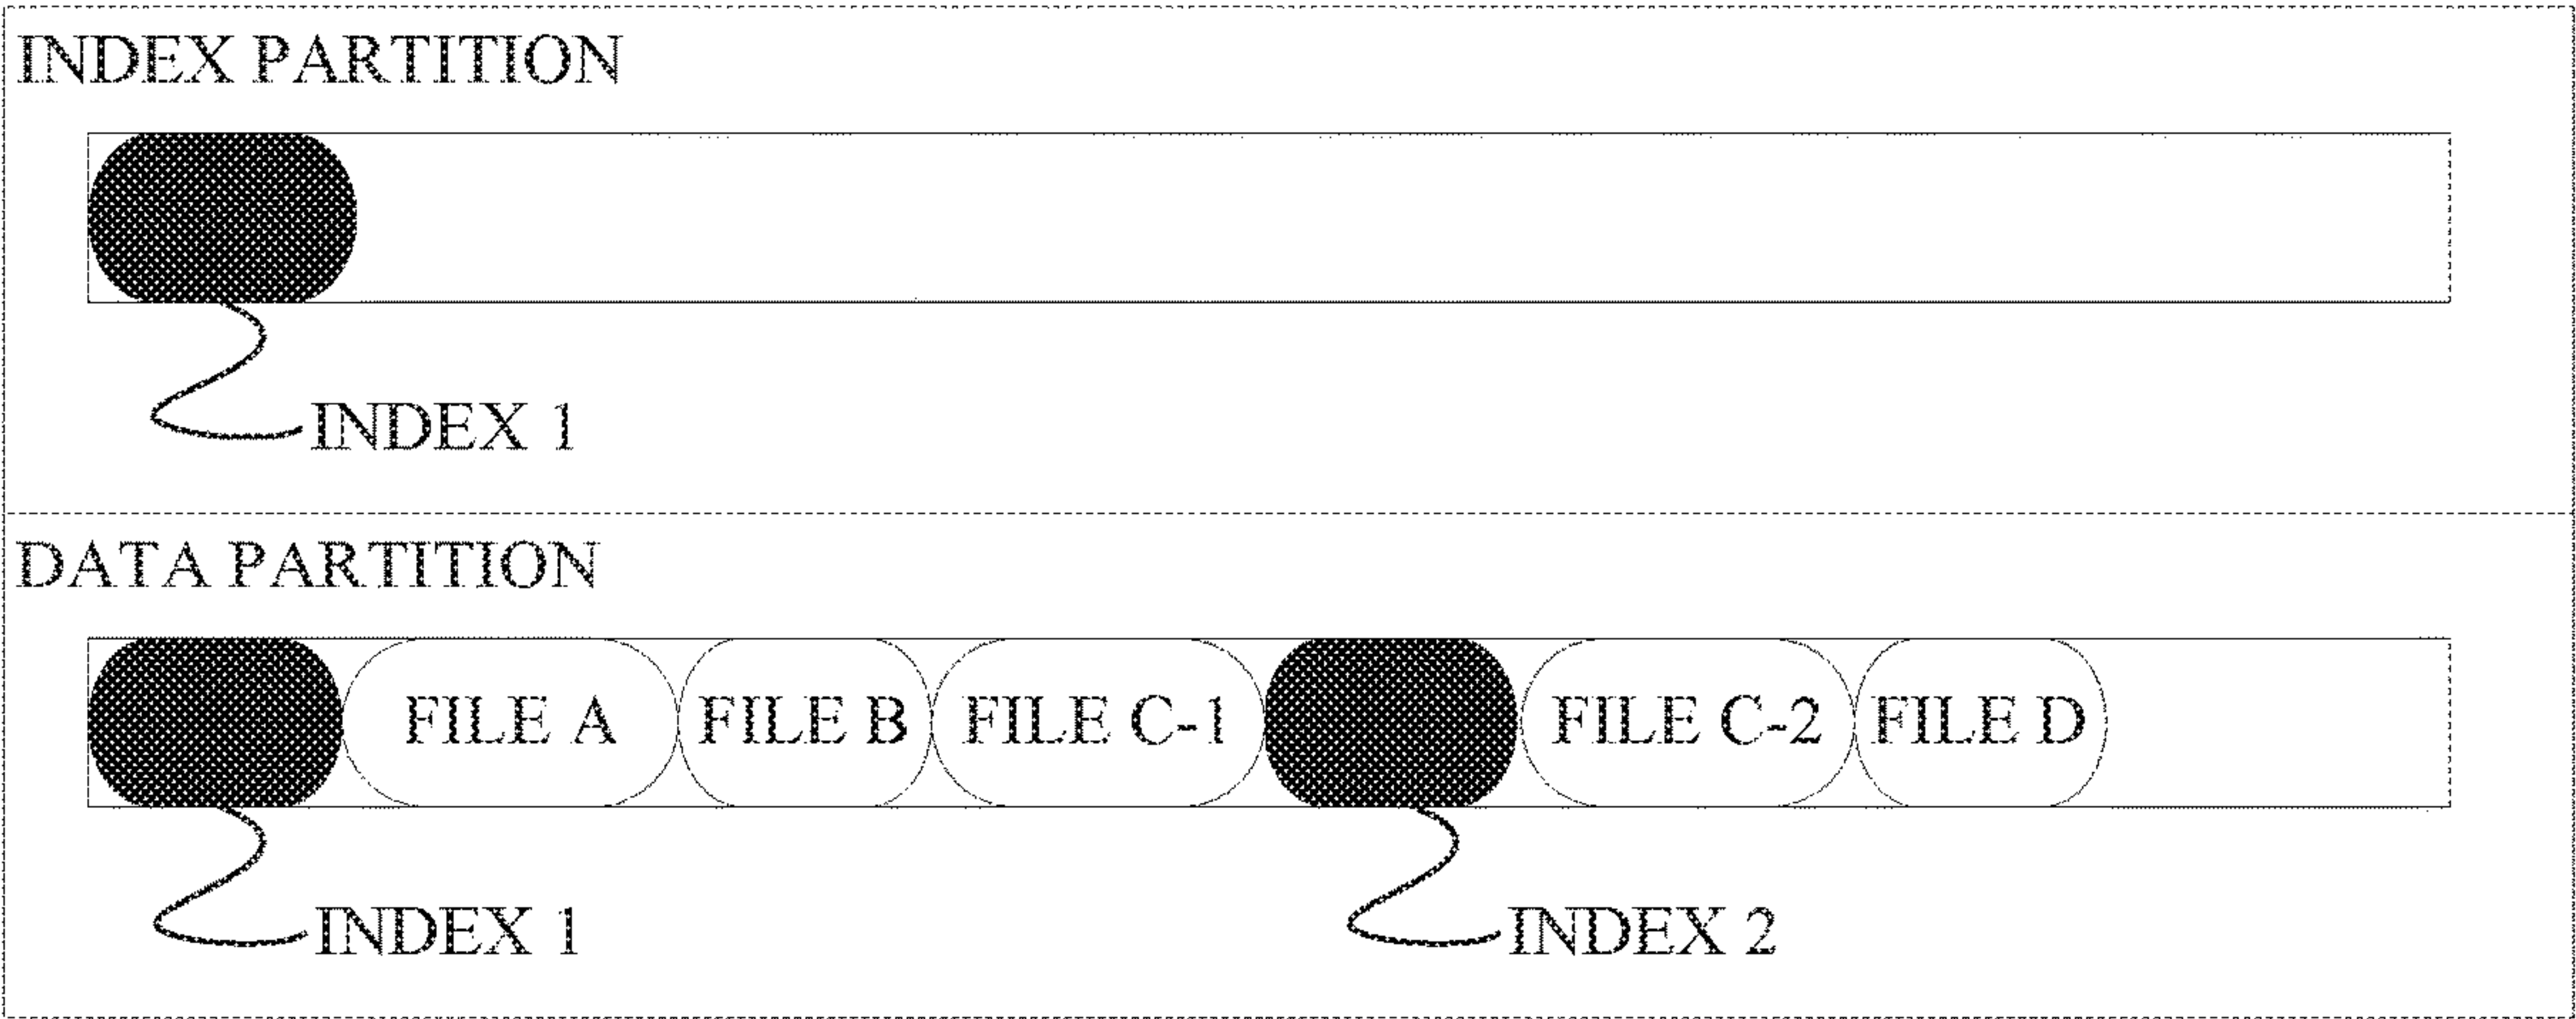 INDEX PARTITION
INDEX 1
DATA PARTITION
FILE A FILE B FILE C-1 FILE C-2 FILE D
INDEX 1 INDEX 2